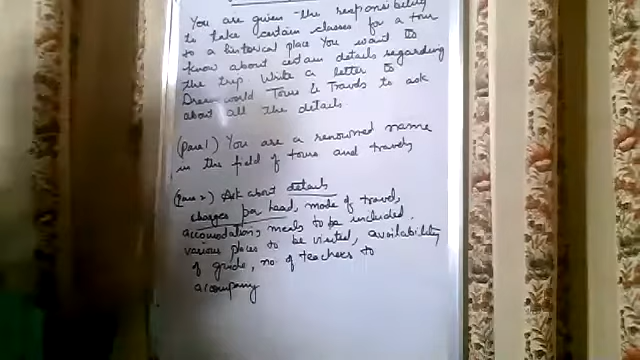 You are given the responsibility
to take certain classes for a tour
to a historical place You want to
know about certain details regarding
the trip Write a letter to
Dreamworld Tours & Travels to ask
about all the details.
(Para 1) You are a renowned name
in the field of tours and travels
(Para 2) Ask about details
charges per head, mode of travel,
accomodation, meals to be included,
various places to be visited, availability
of guide, no. of teachers to
accompany